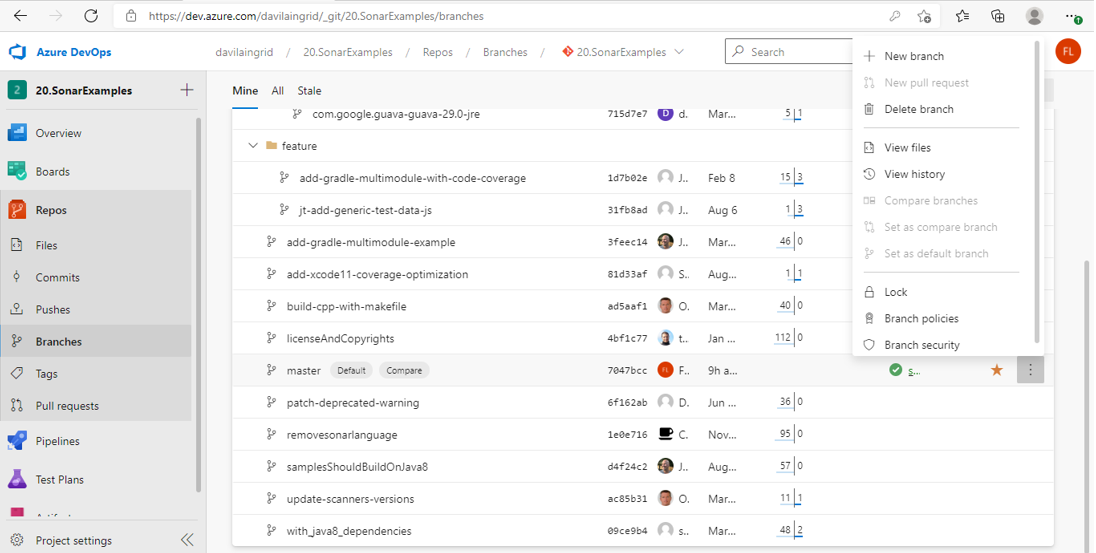 https://dev.azure.com/davilaingrid/_git/20.SonarExamples/branches
Azure DevOps
davilaingrid / 20.SonarExamples / Repos / Branches / 20.SonarExamples
Search
FL
2 20.SonarExamples
Overview
Boards
Repos
Files
Commits
Pushes
Branches
Tags
Pull requests
Pipelines
Test Plans
Project settings
Mine All Stale
com.google.guava-guava-29.0-jre 715d7e7 D d... Mar... 5 1
feature
add-gradle-multimodule-with-code-coverage 1d7b02e J... Feb 8 15 3
jt-add-generic-test-data-js 31fb8ad J... Aug 6 1 3
add-gradle-multimodule-example 3feec14 J... Mar... 46 0
add-xcode11-coverage-optimization 81d33af S... Aug... 1 1
build-cpp-with-makefile ad5aaf1 O... Mar... 40 0
licenseAndCopyrights 4bf1c77 t... Jan ... 112 0
master Default Compare 7047bcc FL F... 9h a... s...
patch-deprecated-warning 6f162ab D... Jun ... 36 0
removesonarlanguage 1e0e716 C... Nov... 95 0
samplesShouldBuildOnJava8 d4f24c2 J... Aug... 57 0
update-scanners-versions ac85b31 O... Mar... 11 1
with_java8_dependencies 09ce9b4 s... Mar... 48 2
New branch
New pull request
Delete branch
View files
View history
Compare branches
Set as compare branch
Set as default branch
Lock
Branch policies
Branch security